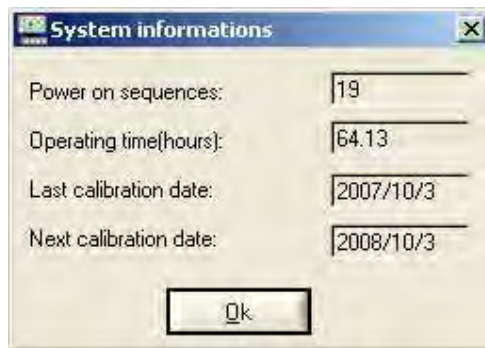 System informations
Power on sequences: 19
Operating time(hours): 64.13
Last calibration date: 2007/10/3
Next calibration date: 2008/10/3
Ok